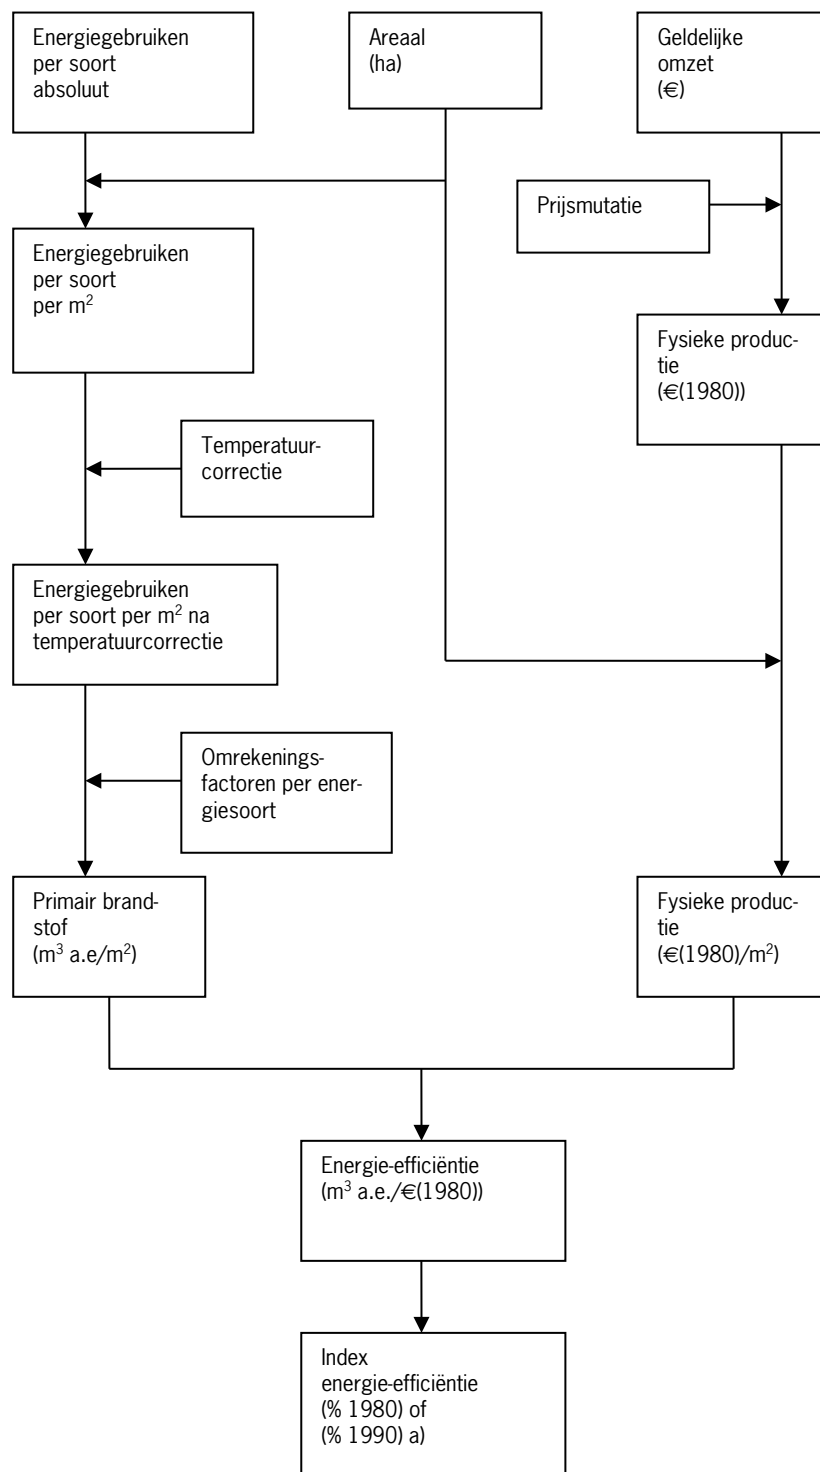 Energiegebruiken
per soort
absoluut
Areaal
(ha)
Geldelijke
omzet
(€)
Prijsmutatie
Energiegebruiken
per soort
per m²
Fysieke produc-
tie
(€(1980))
Temperatuur-
correctie
Energiegebruiken
per soort per m² na
temperatuurcorrectie
Omrekenings-
factoren per ener-
giesoort
Primair brand-
stof
(m³ a.e/m²)
Fysieke produc-
tie
(€(1980)/m²)
Energie-efficiëntie
(m³ a.e./€(1980))
Index
energie-efficiëntie
(% 1980) of
(% 1990) a)